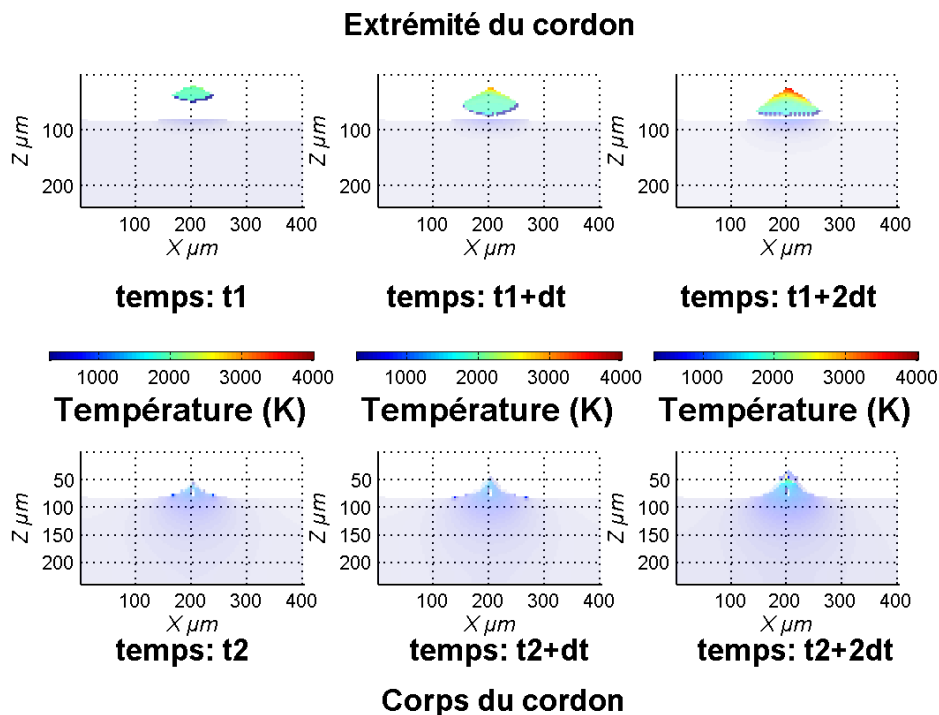 Extrémité du cordon
Z µm
100
200
100 200 300 400
X µm
temps: t1
Z µm
100
200
100 200 300 400
X µm
temps: t1+dt
Z µm
100
200
100 200 300 400
X µm
temps: t1+2dt
1000 2000 3000 4000
Température (K)
1000 2000 3000 4000
Température (K)
1000 2000 3000 4000
Température (K)
Z µm
50
100
150
200
100 200 300 400
X µm
temps: t2
Z µm
50
100
150
200
100 200 300 400
X µm
temps: t2+dt
Z µm
50
100
150
200
100 200 300 400
X µm
temps: t2+2dt
Corps du cordon